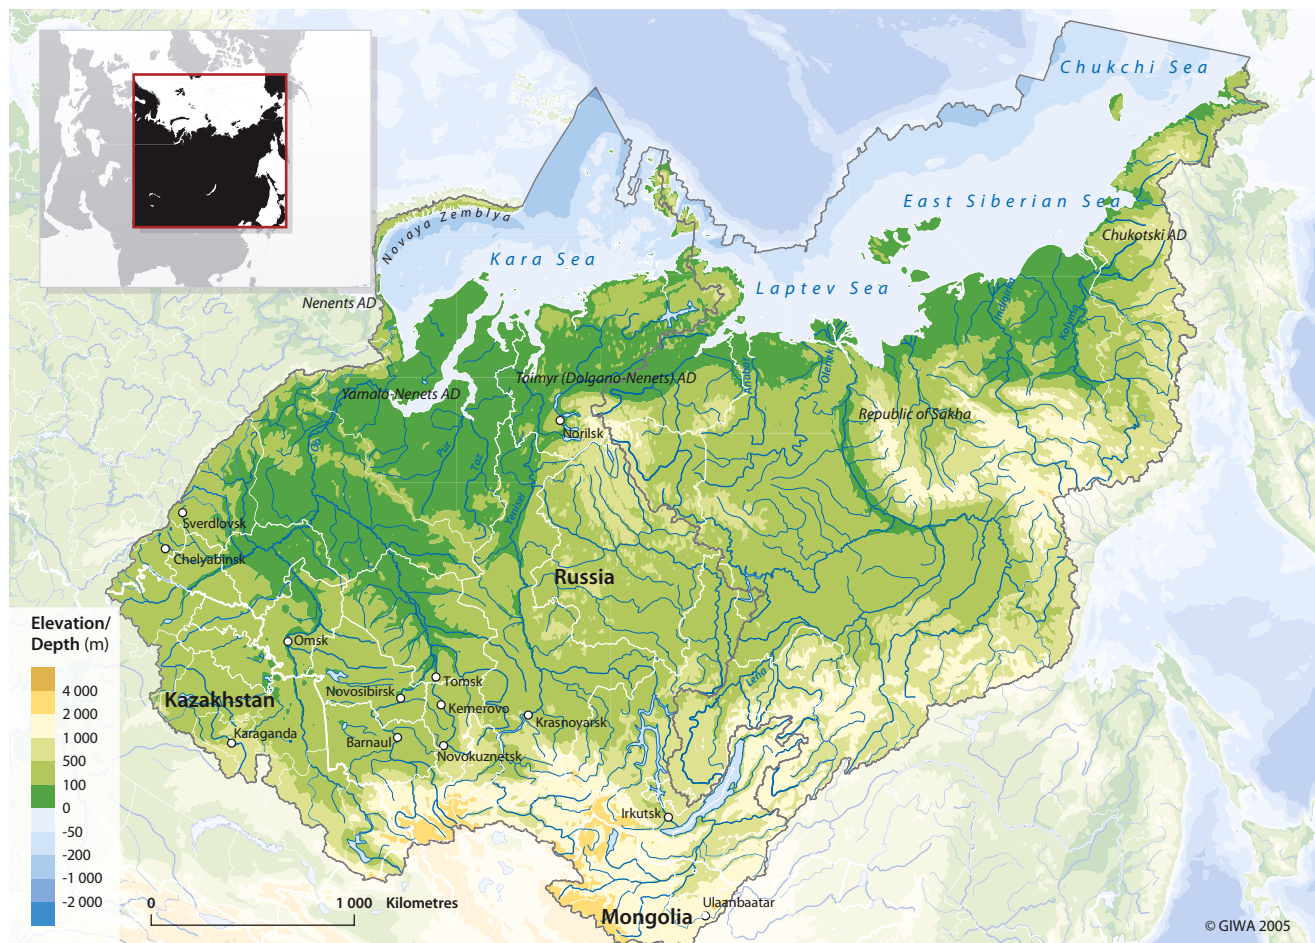 Chukchi Sea
East Siberian Sea
Chukotski AD
Novaya Zemblya
Kara Sea
Laptev Sea
Nenents AD
Indigirka
Kolyma
Yamalo-Nenets AD
Taimyr (Dolgano-Nenets) AD
Anabar
Olenek
Republic of Sakha
Norilsk
Ob
Pur
Taz
Yenisei
Sverdlovsk
Chelyabinsk
Russia
Elevation/
Depth (m)
4 000
2 000
1 000
500
100
0
-50
-200
-1 000
-2 000
Omsk
Tomsk
Novosibirsk
Kemerovo
Lena
Kazakhstan
Krasnoyarsk
Karaganda
Barnaul
Novokuznetsk
Irkutsk
0
1 000
Kilometres
Ulaanbaatar
Mongolia
© GIWA 2005